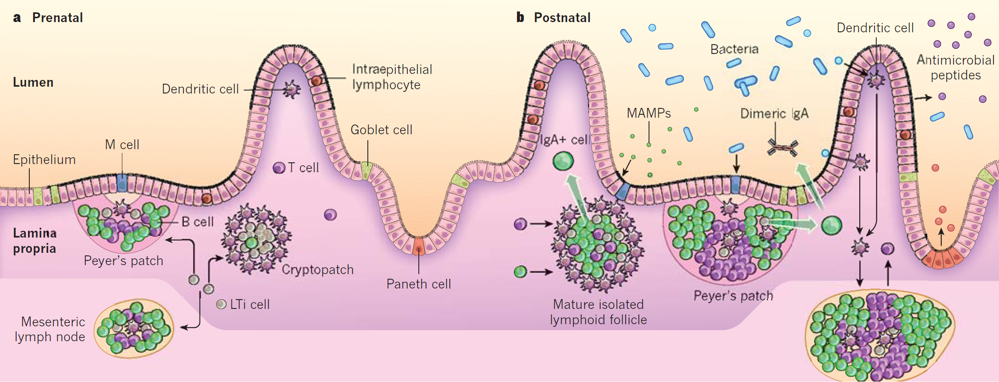 a Prenatal
Lumen
Dendritic cell
Intraepithelial
lymphocyte
Goblet cell
M cell
Epithelium
T cell
B cell
Lamina
propria
Peyer's patch
Cryptopatch
Paneth cell
LTi cell
Mesenteric
lymph node
b Postnatal
Bacteria
Dendritic cell
Antimicrobial
peptides
MAMPs
Dimeric IgA
IgA+ cell
Mature isolated
lymphoid follicle
Peyer's patch